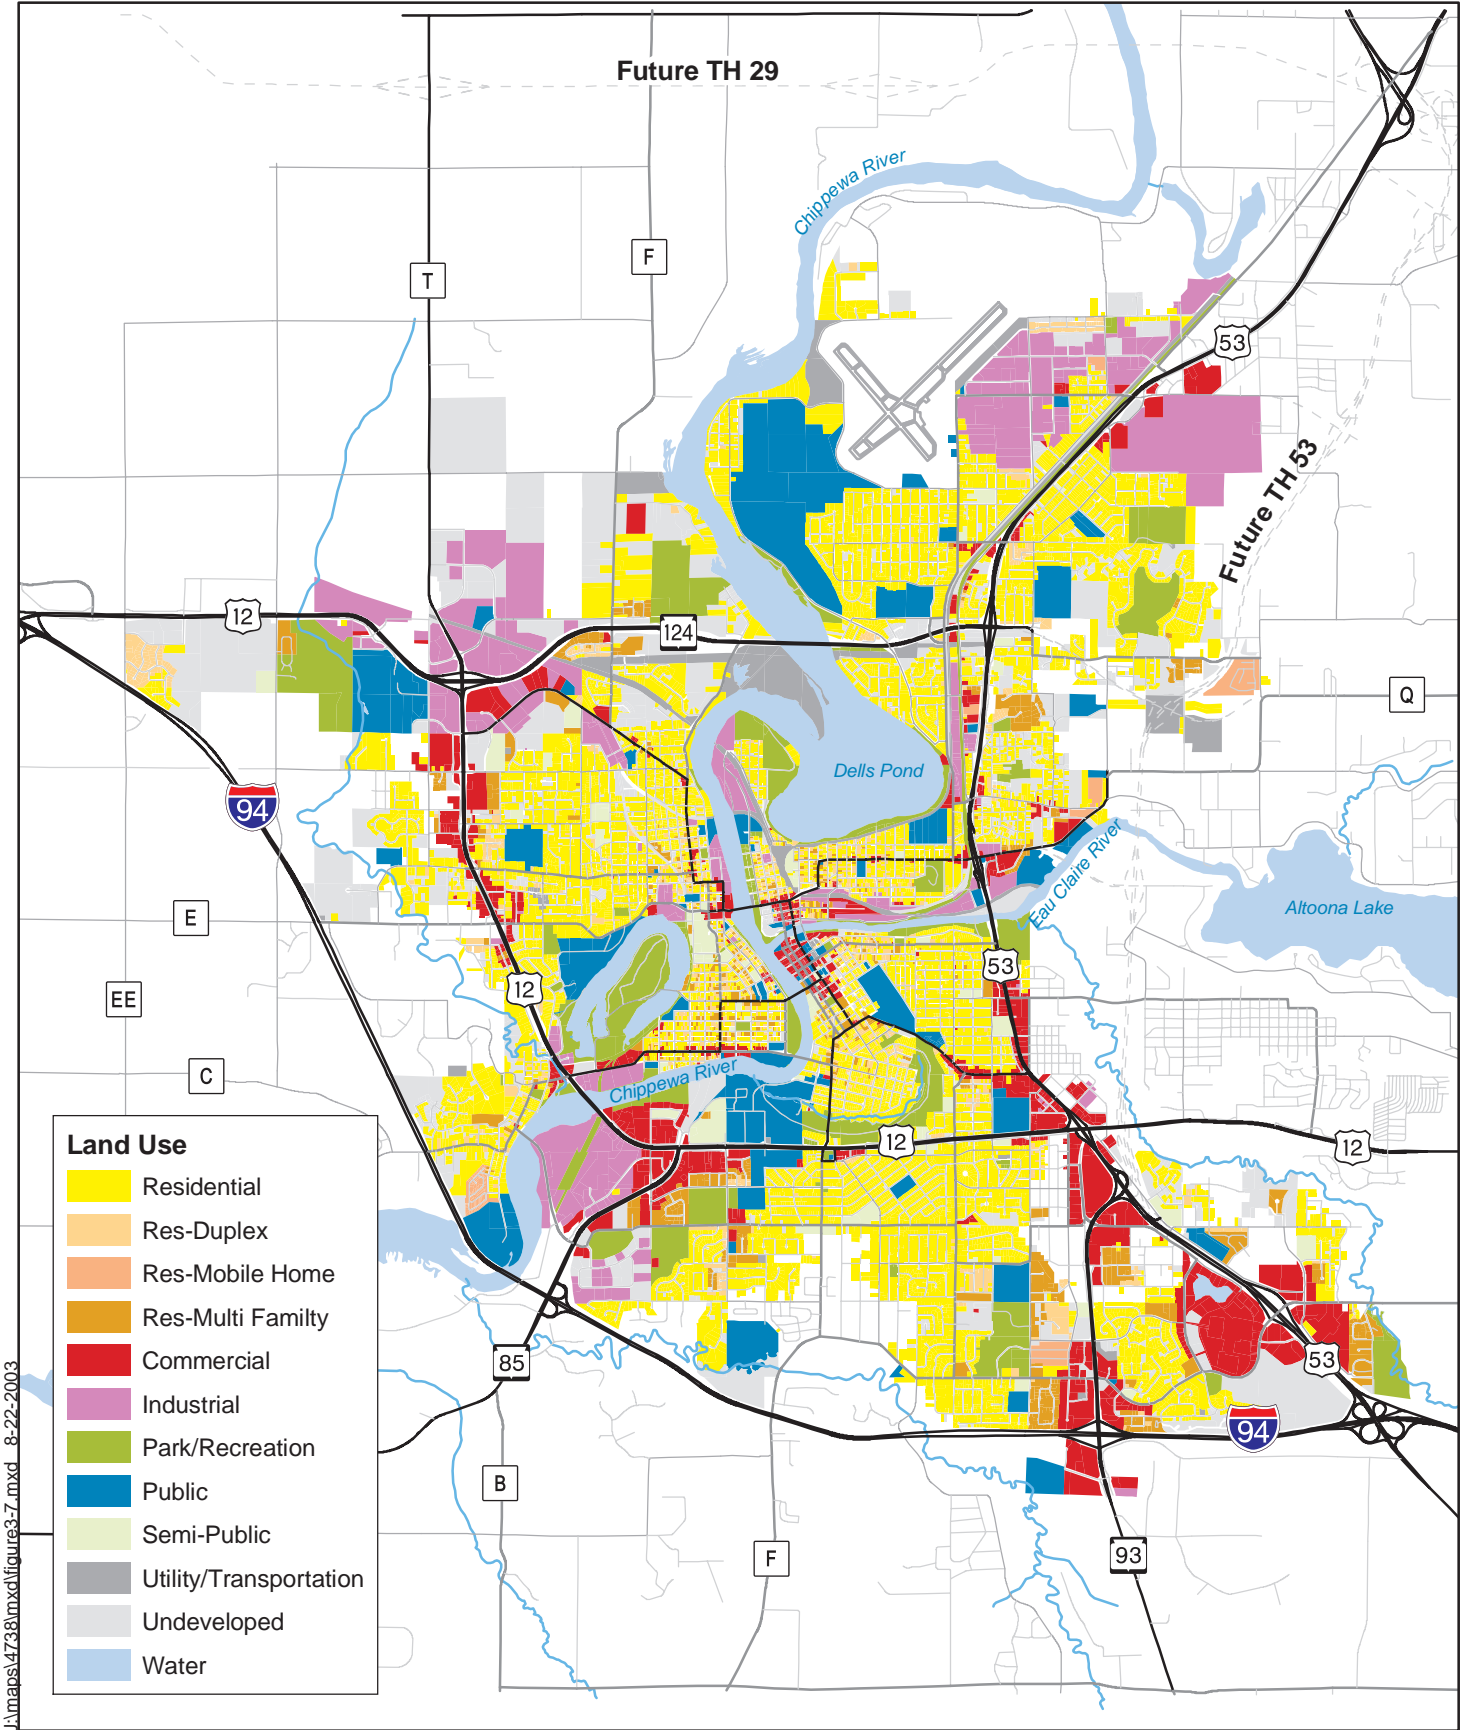 Future TH 29
Chippewa River
F
T
53
Future TH 53
12
124
Q
Dells Pond
94
Eau Claire River
Altoona Lake
E
53
12
EE
C
Chippewa River
12
12
Land Use
Residential
Res-Duplex
Res-Mobile Home
Res-Multi Familty
Commercial
Industrial
Park/Recreation
Public
Semi-Public
Utility/Transportation
Undeveloped
Water
85
53
94
B
F
93
J:\maps\4738\mxd\figure3-7.mxd 8-22-2003